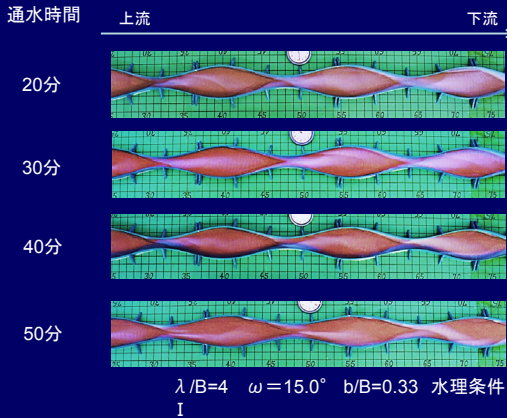 通水時間 上流 下流
20分
30分
40分
50分
λ/B=4 ω=15.0° b/B=0.33 水理条件
I